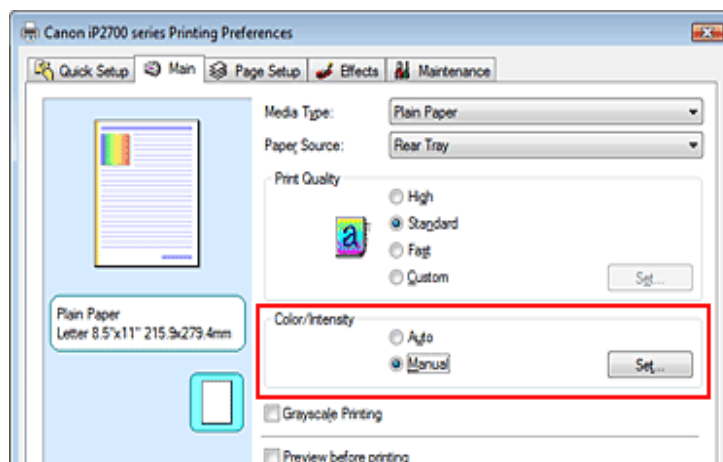 Canon iP2700 series Printing Preferences
Quick Setup Main Page Setup Effects Maintenance
Media Type: Plain Paper
Paper Source: Rear Tray
Print Quality
High
Standard
a
Fast
Custom Set...
Plain Paper
Letter 8.5"x11" 215.9x279.4mm
Color/Intensity
Auto
Manual Set...
Grayscale Printing
Preview before printing